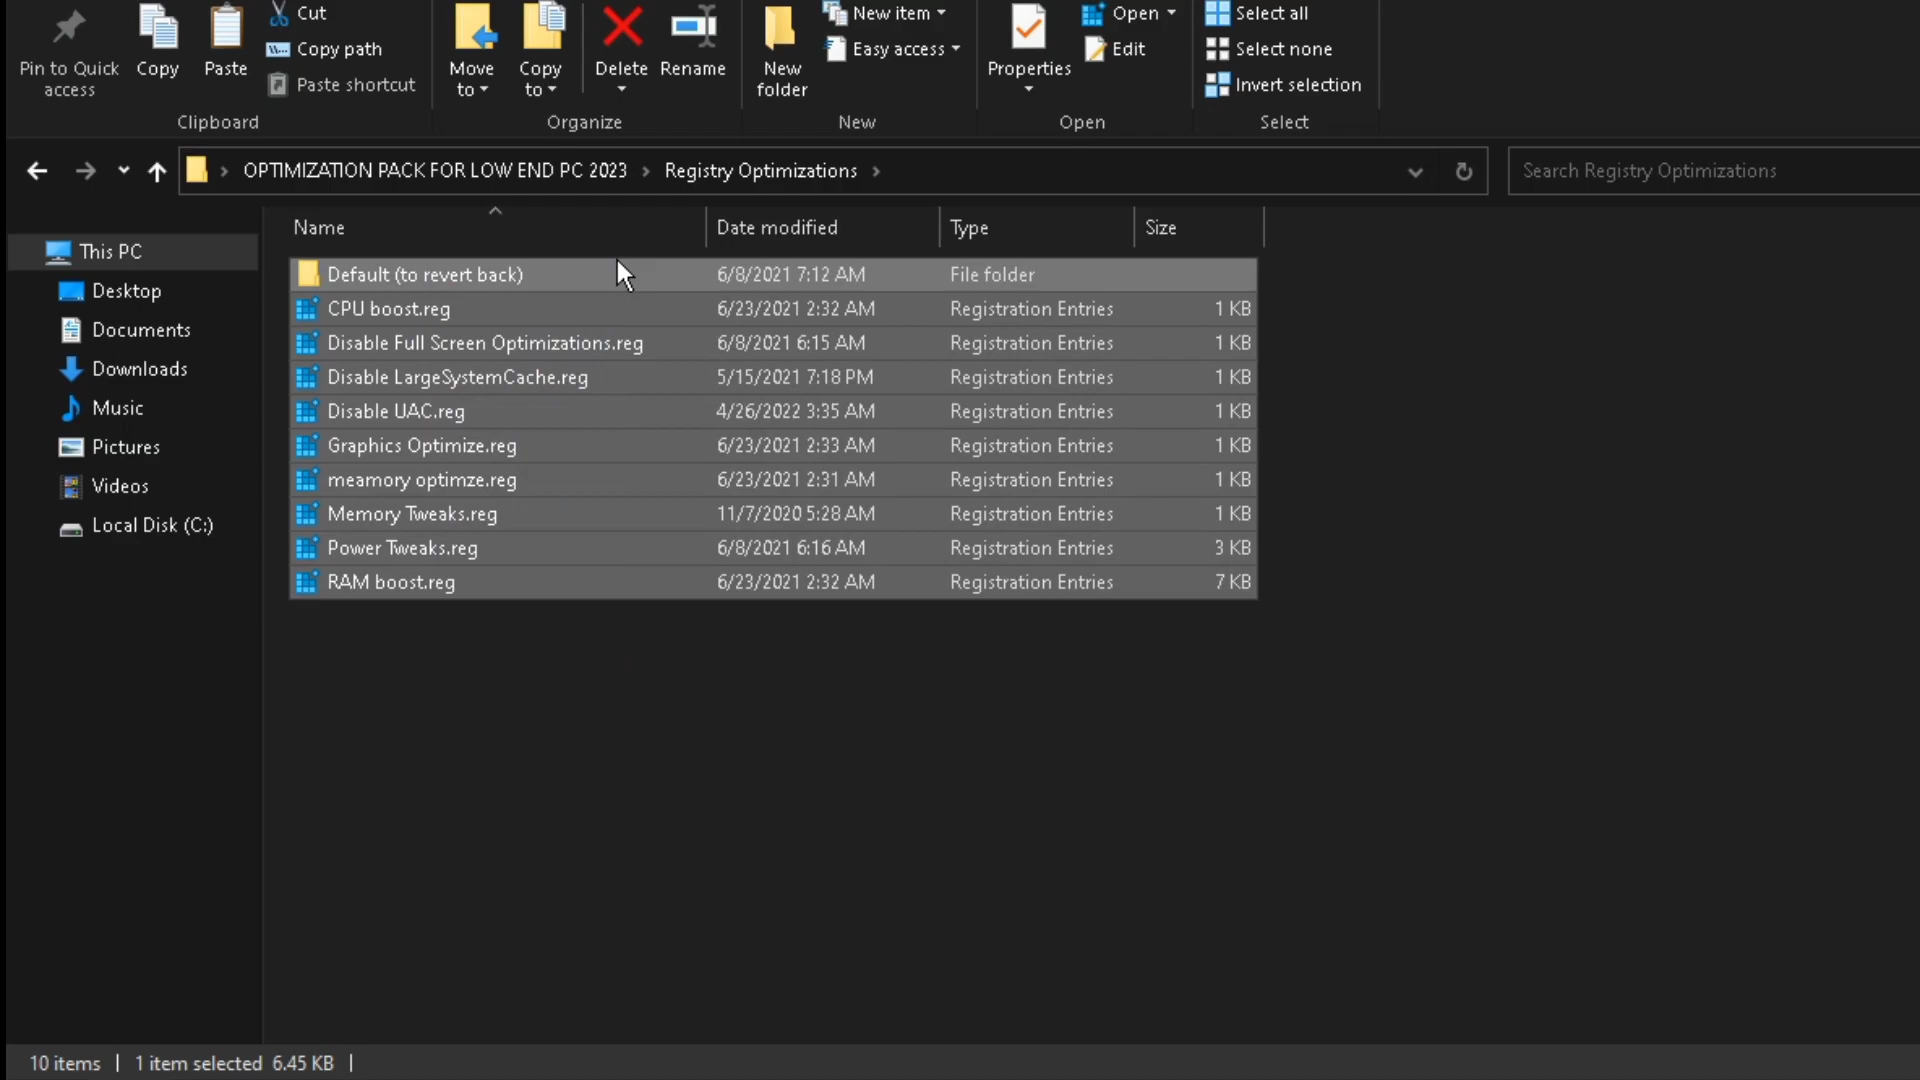 Pin to Quick access
Copy
Paste
Cut
Copy path
Paste shortcut
Clipboard
Move to
Copy to
Delete
Rename
Organize
New folder
New item
Easy access
New
Properties
Open
Edit
Open
Select all
Select none
Invert selection
Select
OPTIMIZATION PACK FOR LOW END PC 2023 › Registry Optimizations ›
Search Registry Optimizations
Name Date modified Type Size
This PC
Desktop
Documents
Downloads
Music
Pictures
Videos
Local Disk (C:)
Default (to revert back) 6/8/2021 7:12 AM File folder
CPU boost.reg 6/23/2021 2:32 AM Registration Entries 1 KB
Disable Full Screen Optimizations.reg 6/8/2021 6:15 AM Registration Entries 1 KB
Disable LargeSystemCache.reg 5/15/2021 7:18 PM Registration Entries 1 KB
Disable UAC.reg 4/26/2022 3:35 AM Registration Entries 1 KB
Graphics Optimize.reg 6/23/2021 2:33 AM Registration Entries 1 KB
meamory optimze.reg 6/23/2021 2:31 AM Registration Entries 1 KB
Memory Tweaks.reg 11/7/2020 5:28 AM Registration Entries 1 KB
Power Tweaks.reg 6/8/2021 6:16 AM Registration Entries 3 KB
RAM boost.reg 6/23/2021 2:32 AM Registration Entries 7 KB
10 items | 1 item selected 6.45 KB |